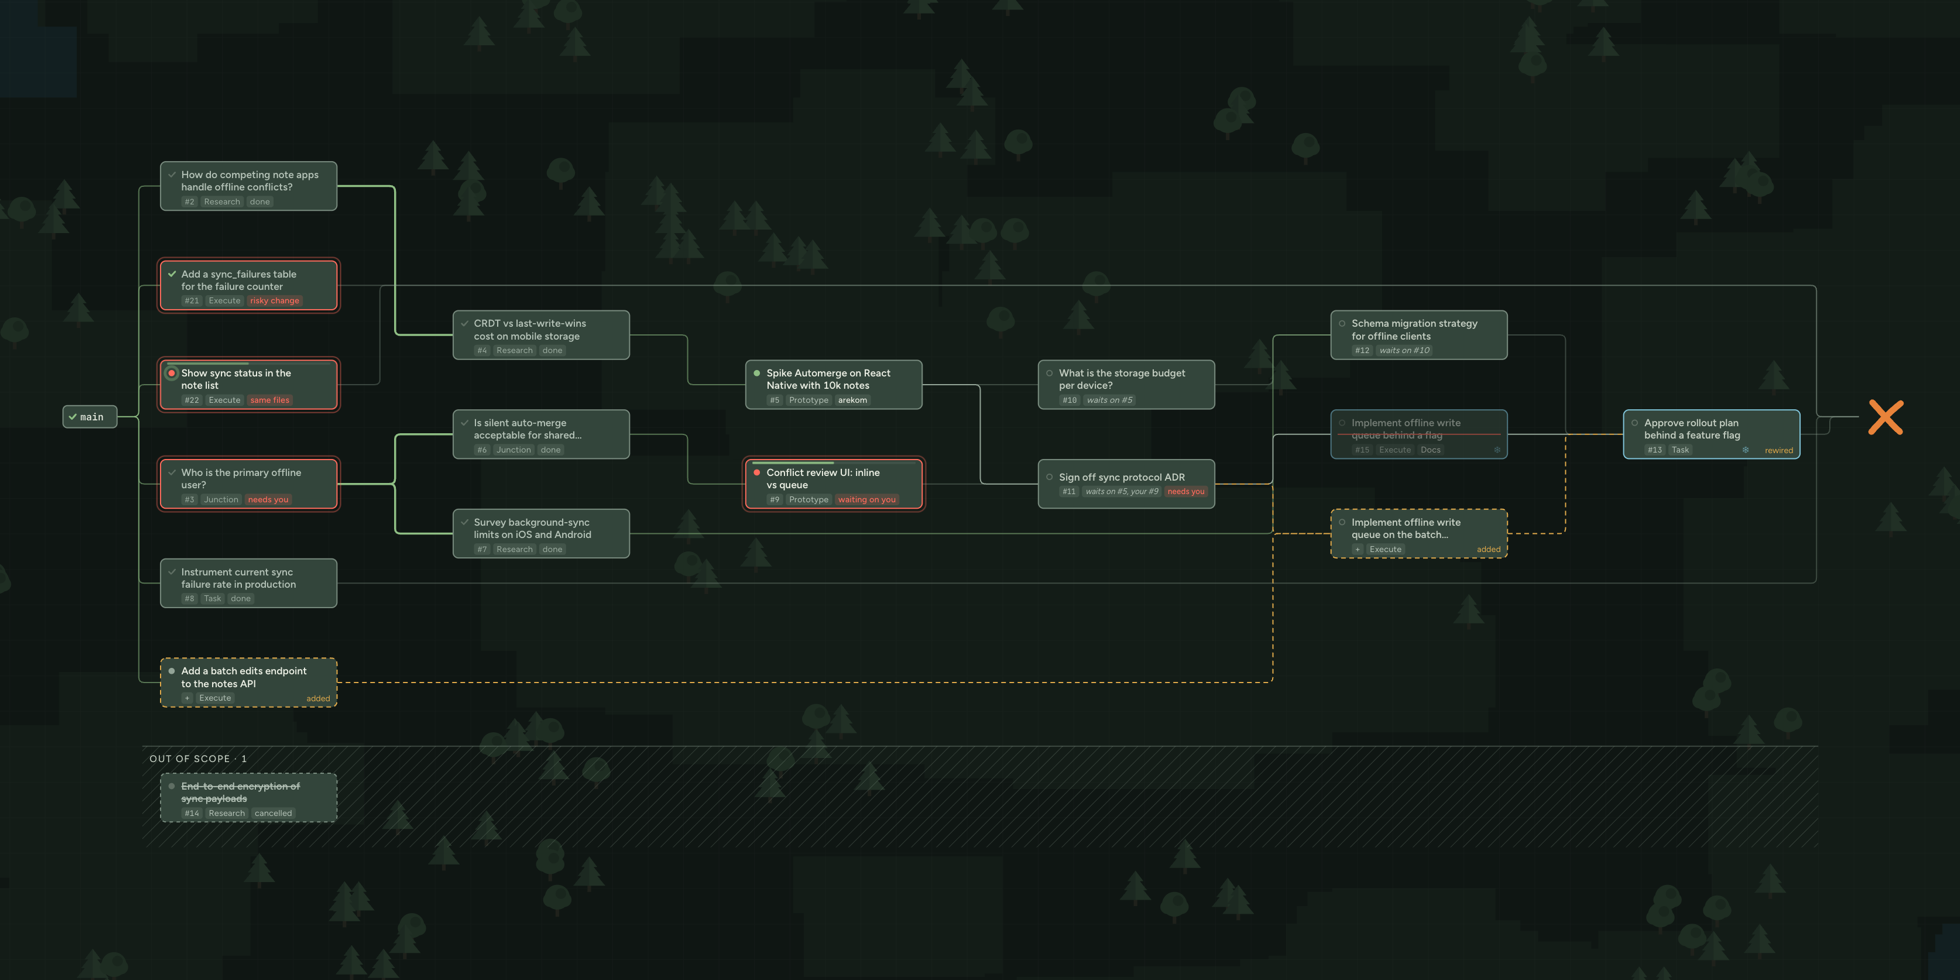 How do competing note apps
handle offline conflicts?
#2 Research done
Add a sync_failures table
for the failure counter
#21 Execute risky change
Show sync status in the
note list
#22 Execute same files
main
Who is the primary offline
user?
#3 Junction needs you
Instrument current sync
failure rate in production
#8 Task done
Add a batch edits endpoint
to the notes API
+ Execute added
CRDT vs last-write-wins
cost on mobile storage
#4 Research done
Is silent auto-merge
acceptable for shared...
#6 Junction done
Survey background-sync
limits on iOS and Android
#7 Research done
Spike Automerge on React
Native with 10k notes
#5 Prototype arekom
Conflict review UI: inline
vs queue
#9 Prototype waiting on you
What is the storage budget
per device?
#10 waits on #5
Sign off sync protocol ADR
#11 waits on #5, your #9 needs you
Schema migration strategy
for offline clients
#12 waits on #10
Implement offline write
queue behind a flag
#15 Execute Docs
Implement offline write
queue on the batch...
+ Execute added
Approve rollout plan
behind a feature flag
#13 Task rewired
OUT OF SCOPE · 1
End-to-end encryption of
sync payloads
#14 Research cancelled